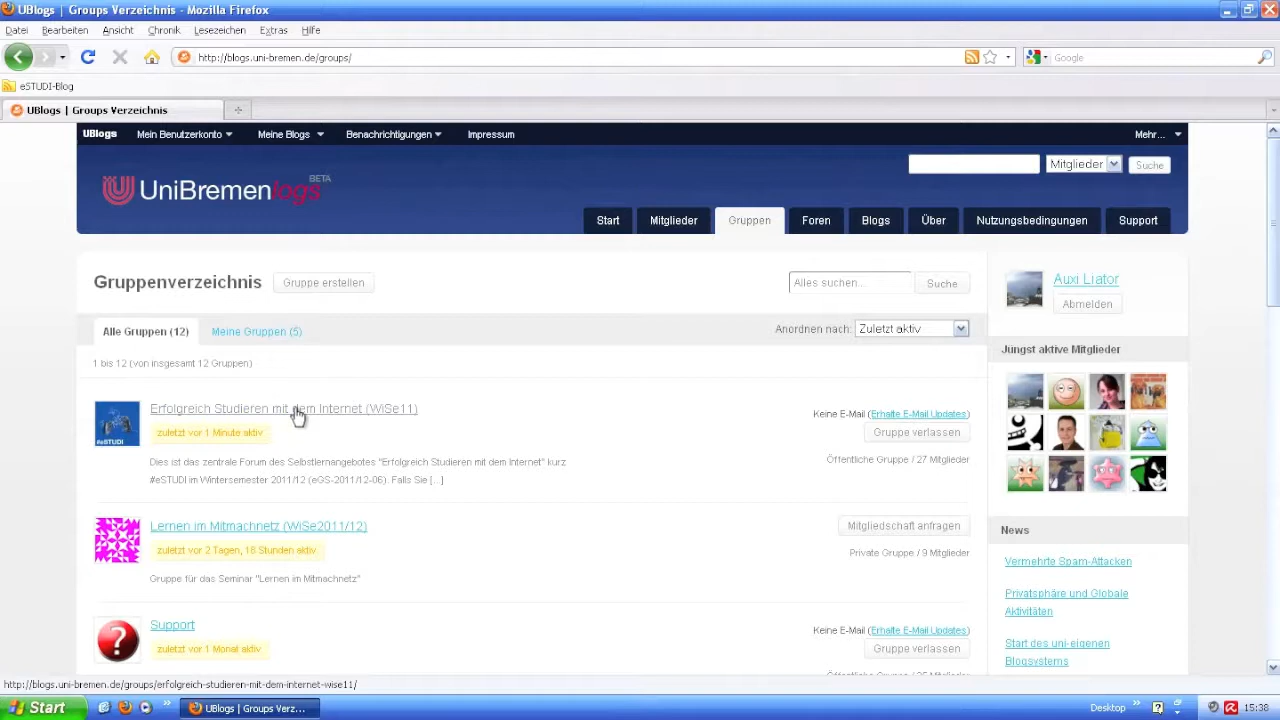 UBlogs | Groups Verzeichnis - Mozilla Firefox
Datei Bearbeiten Ansicht Chronik Lesezeichen Extras Hilfe
http://blogs.uni-bremen.de/groups/
Google
eSTUDI-Blog
UBlogs | Groups Verzeichnis
UBlogs Mein Benutzerkonto Meine Blogs Benachrichtigungen Impressum Mehr...
Mitglieder Suche
UniBremenlogs BETA
Start Mitglieder Gruppen Foren Blogs Über Nutzungsbedingungen Support
Gruppenverzeichnis Gruppe erstellen Alles suchen... Suche
Auxi Liator
Abmelden
Alle Gruppen (12) Meine Gruppen (5) Anordnen nach: Zuletzt aktiv
Jüngst aktive Mitglieder
1 bis 12 (von insgesamt 12 Gruppen)
Erfolgreich Studieren mit dem Internet (WiSe11)
zuletzt vor 1 Minute aktiv
#eSTUDI
Keine E-Mail (Erhalte E-Mail Updates)
Gruppe verlassen
Öffentliche Gruppe / 27 Mitglieder
Dies ist das zentrale Forum des Selbstlernangebotes "Erfolgreich Studieren mit dem Internet" kurz
#eSTUDI im Wintersemester 2011/12 (eGS-2011/12-06). Falls Sie [...]
Lernen im Mitmachnetz (WiSe2011/12)
zuletzt vor 2 Tagen, 16 Stunden aktiv
Mitgliedschaft anfragen
Private Gruppe / 9 Mitglieder
Gruppe für das Seminar "Lernen im Mitmachnetz"
Support
zuletzt vor 1 Monat aktiv
Keine E-Mail (Erhalte E-Mail Updates)
Gruppe verlassen
News
Vermehrte Spam-Attacken
Privatsphäre und Globale
Aktivitäten
Start des uni-eigenen
Blogsystems
http://blogs.uni-bremen.de/groups/erfolgreich-studieren-mit-dem-internet-wise11/
Start UBlogs | Groups Verz... Desktop 15:38